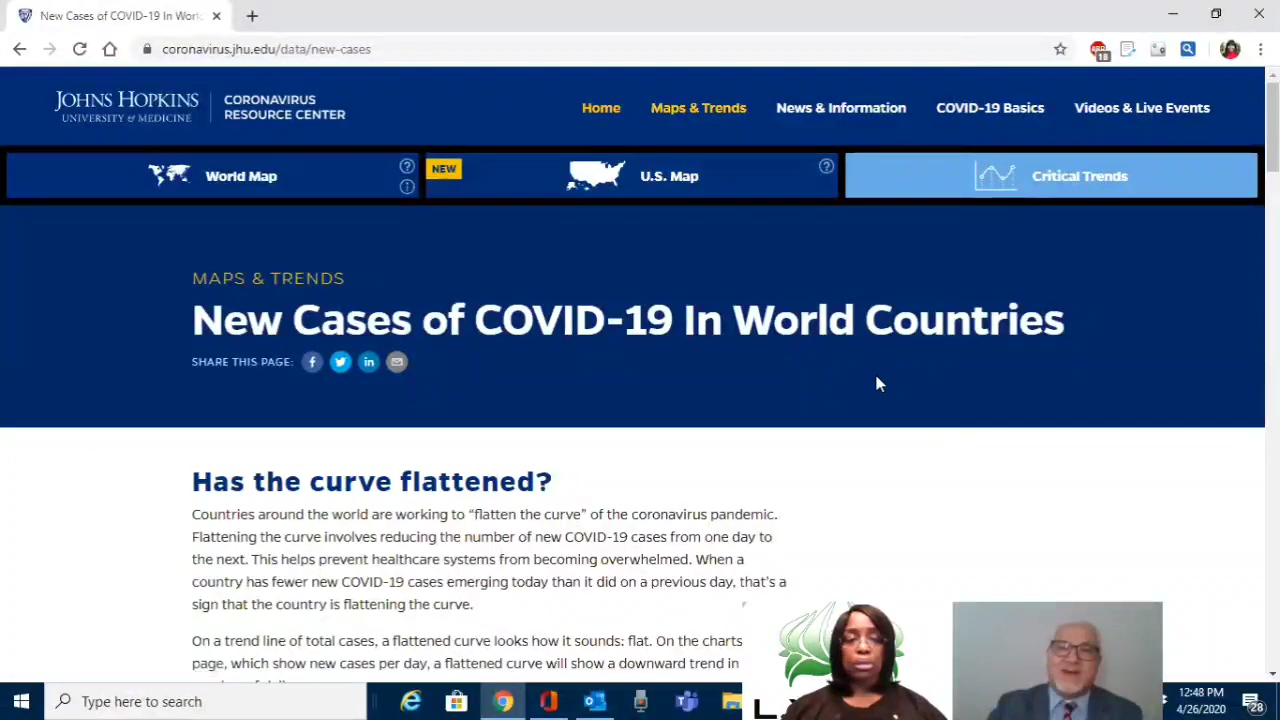 New Cases of COVID-19 In Wor
coronavirus.jhu.edu/data/new-cases
18
JOHNS HOPKINS
UNIVERSITY & MEDICINE
CORONAVIRUS
RESOURCE CENTER
Home
Maps & Trends
News & Information
COVID-19 Basics
Videos & Live Events
World Map
NEW
U.S. Map
Critical Trends
MAPS & TRENDS
New Cases of COVID-19 In World Countries
SHARE THIS PAGE:
Has the curve flattened?
Countries around the world are working to “flatten the curve” of the coronavirus pandemic.
Flattening the curve involves reducing the number of new COVID-19 cases from one day to
the next. This helps prevent healthcare systems from becoming overwhelmed. When a
country has fewer new COVID-19 cases emerging today than it did on a previous day, that’s a
sign that the country is flattening the curve.
On a trend line of total cases, a flattened curve looks how it sounds: flat. On the charts
page, which show new cases per day, a flattened curve will show a downward trend in
Type here to search
12:48 PM
4/26/2020
28